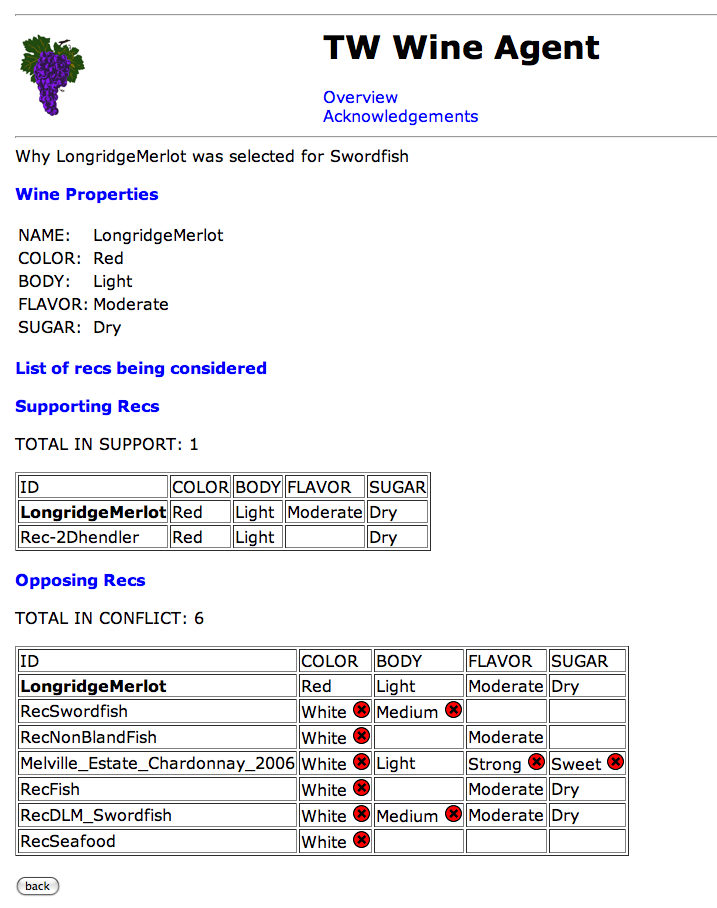 TW Wine Agent
Overview
Acknowledgements
Why LongridgeMerlot was selected for Swordfish
Wine Properties
NAME: LongridgeMerlot
COLOR: Red
BODY: Light
FLAVOR: Moderate
SUGAR: Dry
List of recs being considered
Supporting Recs
TOTAL IN SUPPORT: 1
ID COLOR BODY FLAVOR SUGAR
LongridgeMerlot Red Light Moderate Dry
Rec-2Dhendler Red Light Dry
Opposing Recs
TOTAL IN CONFLICT: 6
ID COLOR BODY FLAVOR SUGAR
LongridgeMerlot Red Light Moderate Dry
RecSwordfish White Medium
RecNonBlandFish White Moderate
Melville_Estate_Chardonnay_2006 White Light Strong Sweet
RecFish White Moderate Dry
RecDLM_Swordfish White Medium Moderate Dry
RecSeafood White
back